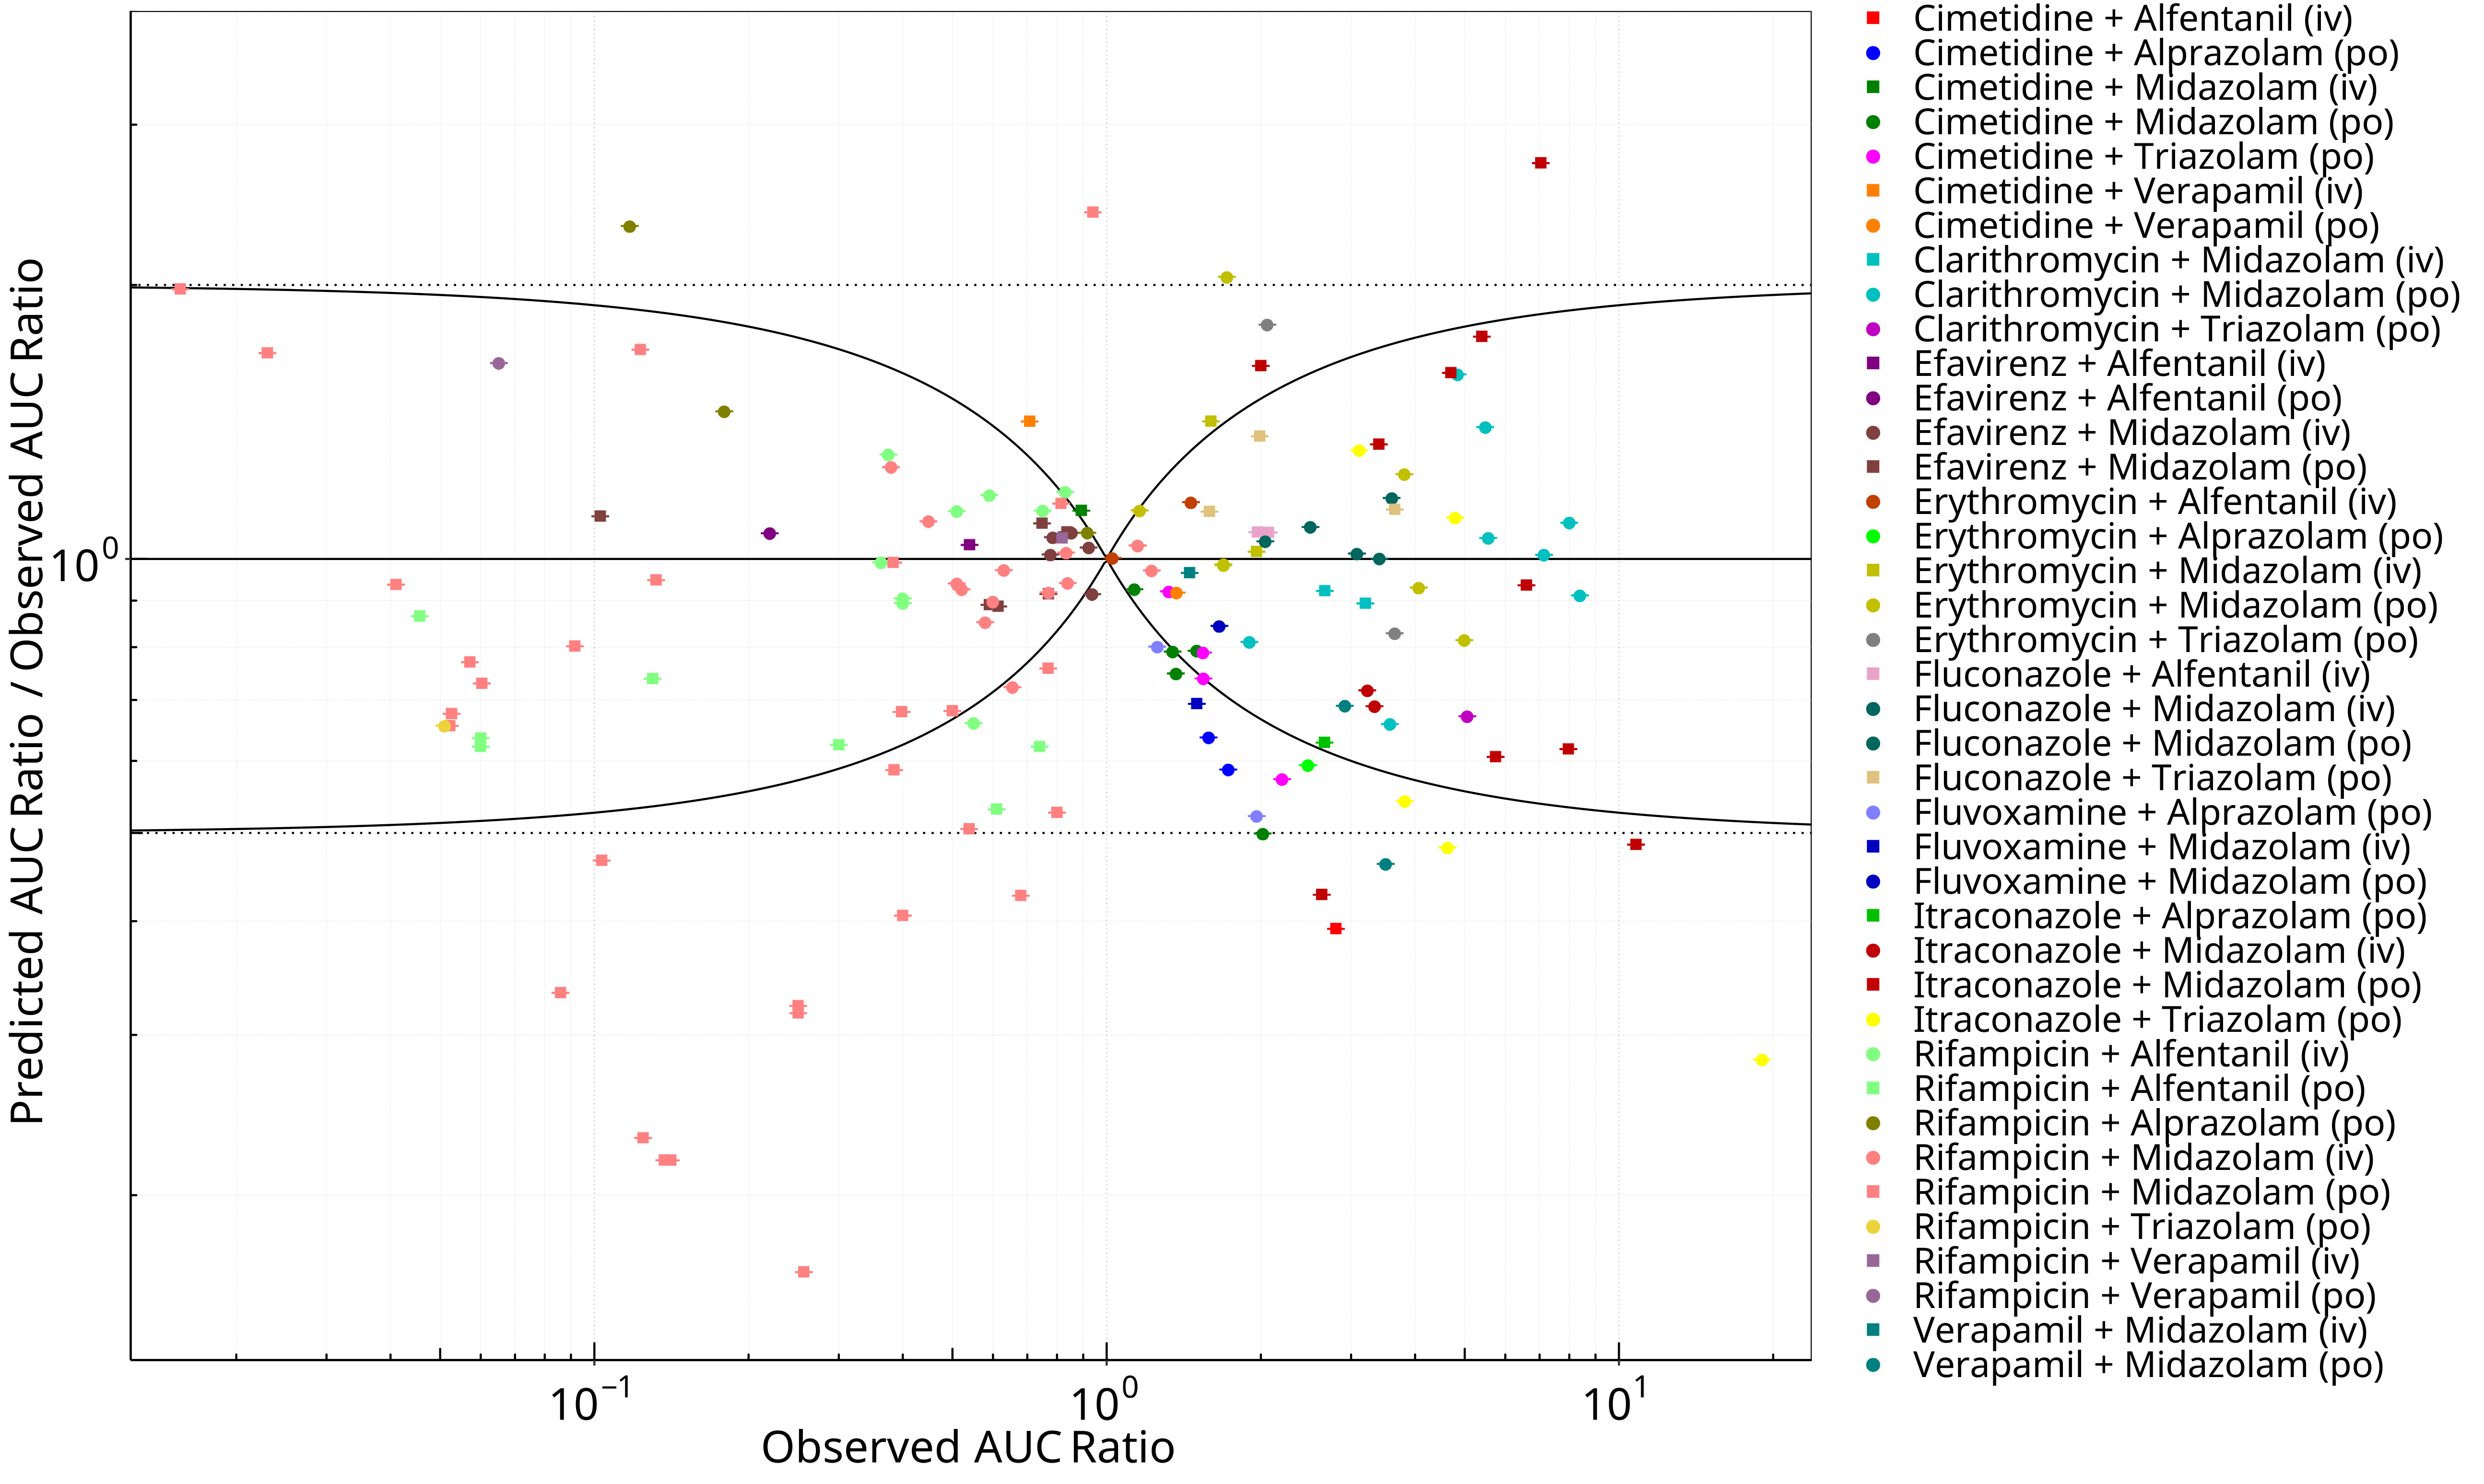 Predicted AUC Ratio / Observed AUC Ratio
10^0
10^−1
10^0
10^1
Observed AUC Ratio
Cimetidine + Alfentanil (iv)
Cimetidine + Alprazolam (po)
Cimetidine + Midazolam (iv)
Cimetidine + Midazolam (po)
Cimetidine + Triazolam (po)
Cimetidine + Verapamil (iv)
Cimetidine + Verapamil (po)
Clarithromycin + Midazolam (iv)
Clarithromycin + Midazolam (po)
Clarithromycin + Triazolam (po)
Efavirenz + Alfentanil (iv)
Efavirenz + Alfentanil (po)
Efavirenz + Midazolam (iv)
Efavirenz + Midazolam (po)
Erythromycin + Alfentanil (iv)
Erythromycin + Alprazolam (po)
Erythromycin + Midazolam (iv)
Erythromycin + Midazolam (po)
Erythromycin + Triazolam (po)
Fluconazole + Alfentanil (iv)
Fluconazole + Midazolam (iv)
Fluconazole + Midazolam (po)
Fluconazole + Triazolam (po)
Fluvoxamine + Alprazolam (po)
Fluvoxamine + Midazolam (iv)
Fluvoxamine + Midazolam (po)
Itraconazole + Alprazolam (po)
Itraconazole + Midazolam (iv)
Itraconazole + Midazolam (po)
Itraconazole + Triazolam (po)
Rifampicin + Alfentanil (iv)
Rifampicin + Alfentanil (po)
Rifampicin + Alprazolam (po)
Rifampicin + Midazolam (iv)
Rifampicin + Midazolam (po)
Rifampicin + Triazolam (po)
Rifampicin + Verapamil (iv)
Rifampicin + Verapamil (po)
Verapamil + Midazolam (iv)
Verapamil + Midazolam (po)